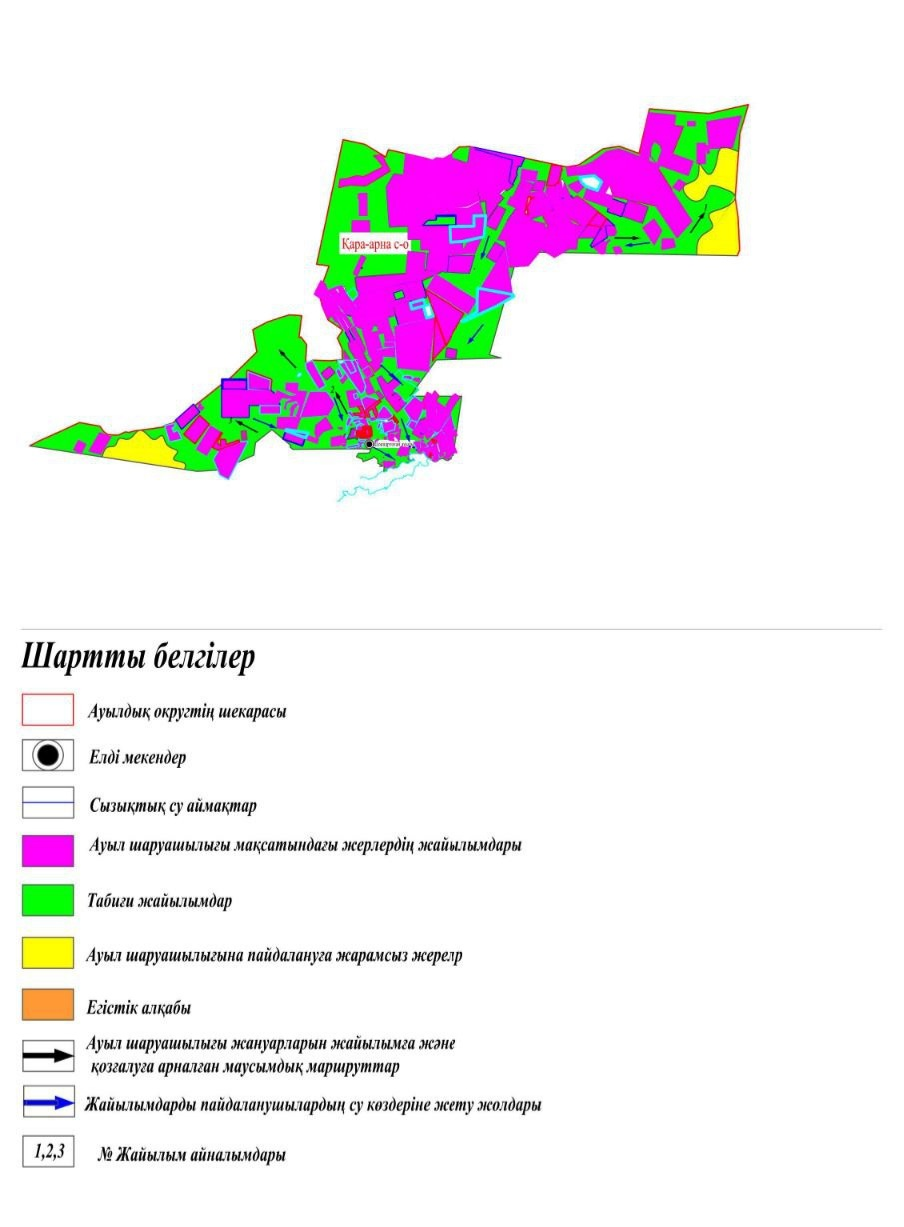 Қара-арна с-о
Шартты белгілер
Ауылдық округтің шекарасы
Елді мекендер
Сызықтық су аймақтар
Ауыл шаруашылығы мақсатындағы жерлердің жайылымдары
Табиғи жайылымдар
Ауыл шаруашылығына пайдалануға жарамсыз жерелр
Егістік алқабы
Ауыл шаруашылығы жануарларын жайылымға және
қозғалуға арналған маусымдық маршруттар
Жайылымдарды пайдаланушылардың су көздеріне жету жолдары
1,2,3 № Жайылым айналымдары